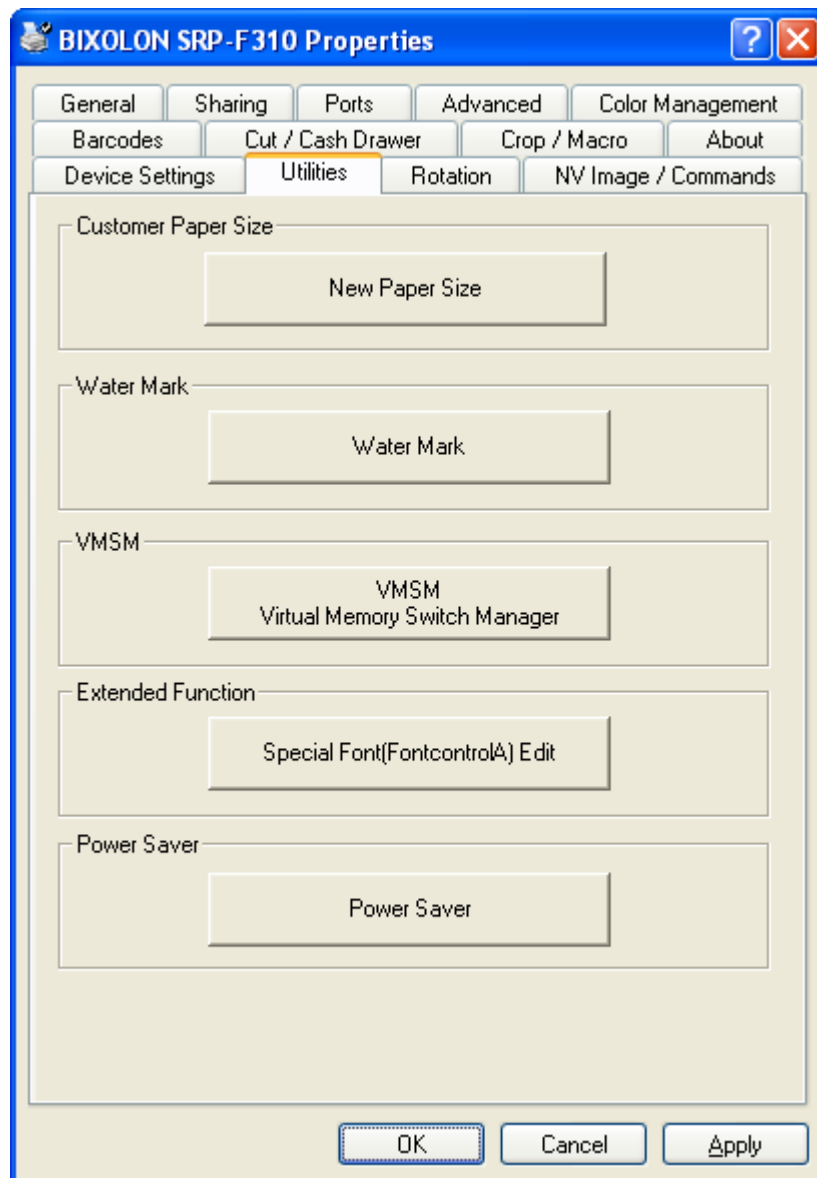 BIXOLON SRP-F310 Properties
General Sharing Ports Advanced Color Management
Barcodes Cut / Cash Drawer Crop / Macro About
Device Settings Utilities Rotation NV Image / Commands
Customer Paper Size
New Paper Size
Water Mark
Water Mark
VMSM
VMSM
Virtual Memory Switch Manager
Extended Function
Special Font(FontcontrolA) Edit
Power Saver
Power Saver
OK Cancel Apply